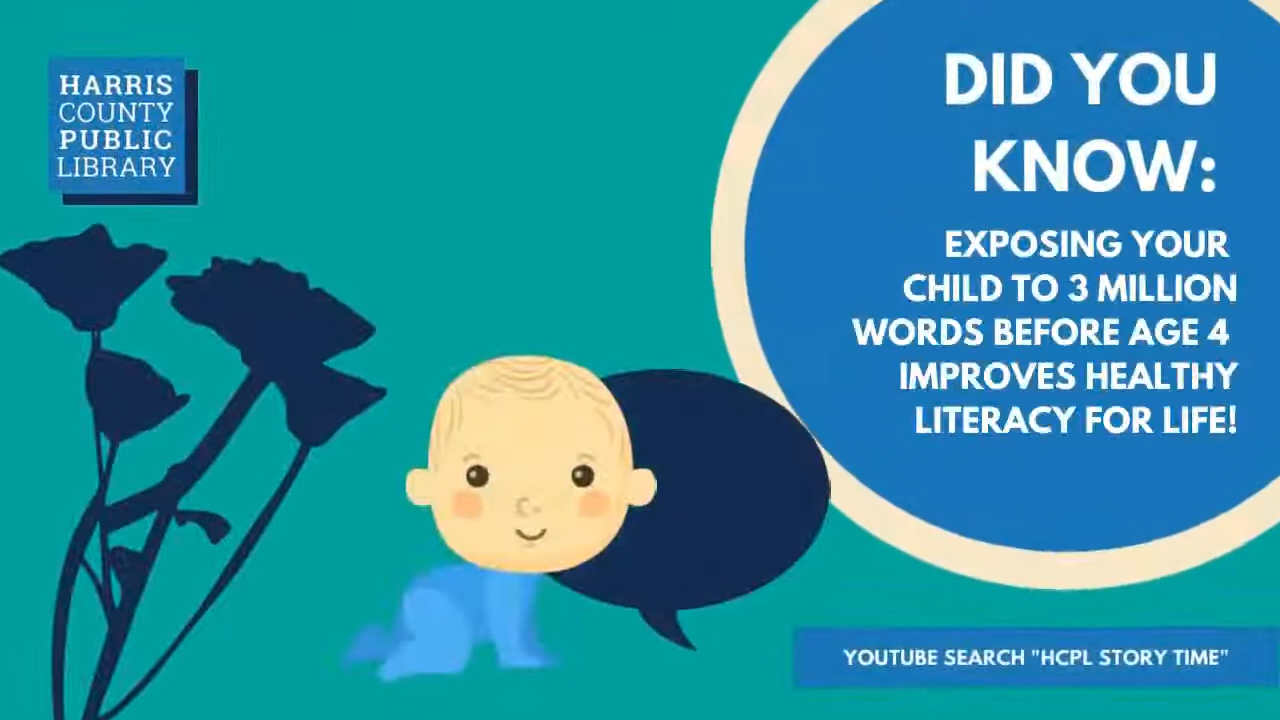 HARRIS
COUNTY
PUBLIC
LIBRARY
DID YOU
KNOW:
EXPOSING YOUR
CHILD TO 3 MILLION
WORDS BEFORE AGE 4
IMPROVES HEALTHY
LITERACY FOR LIFE!
YOUTUBE SEARCH "HCPL STORY TIME"